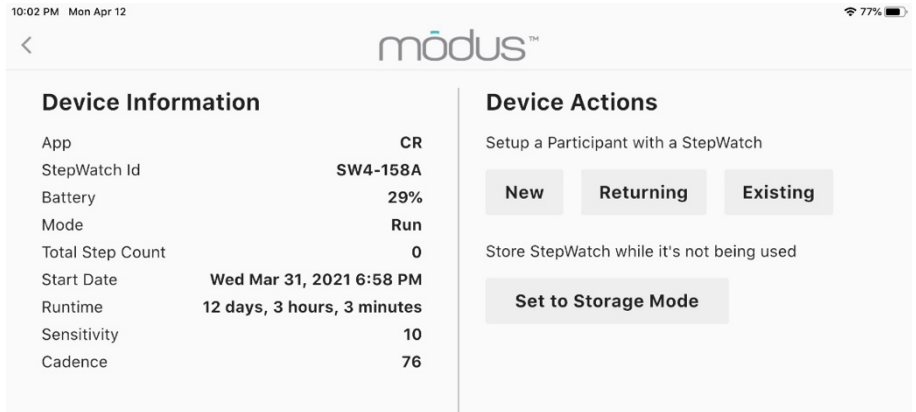 10:02 PM Mon Apr 12
77%
mōdus™
Device Information
App CR
StepWatch Id SW4-158A
Battery 29%
Mode Run
Total Step Count 0
Start Date Wed Mar 31, 2021 6:58 PM
Runtime 12 days, 3 hours, 3 minutes
Sensitivity 10
Cadence 76
Device Actions
Setup a Participant with a StepWatch
New Returning Existing
Store StepWatch while it's not being used
Set to Storage Mode